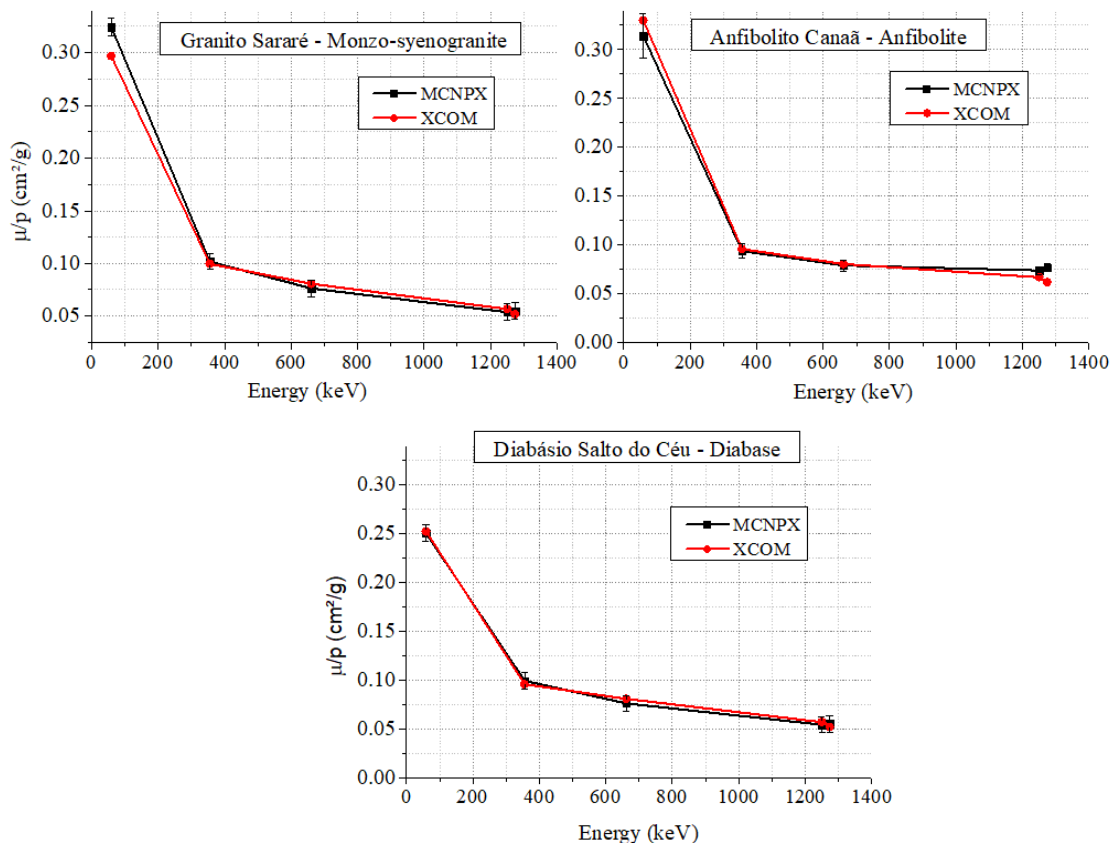 Granito Sararé - Monzo-syenogranite
MCNPX
XCOM
μ/p (cm²/g)
0.30
0.25
0.20
0.15
0.10
0.05
0 200 400 600 800 1000 1200 1400
Energy (keV)
Anfibolito Canaã - Anfibolite
MCNPX
XCOM
0.30
0.25
0.20
0.15
0.10
0.05
0.00
0 200 400 600 800 1000 1200 1400
Energy (keV)
Diabásio Salto do Céu - Diabase
MCNPX
XCOM
μ/p (cm²/g)
0.30
0.25
0.20
0.15
0.10
0.05
0.00
0 200 400 600 800 1000 1200 1400
Energy (keV)